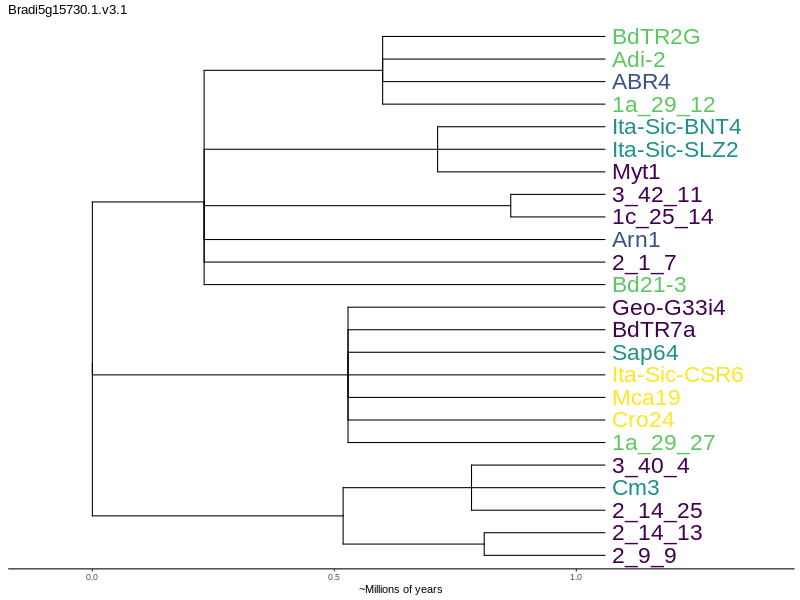 Bradi5g15730.1.v3.1
BdTR2G
Adi-2
ABR4
1a_29_12
Ita-Sic-BNT4
Ita-Sic-SLZ2
Myt1
3_42_11
1c_25_14
Arn1
2_1_7
Bd21-3
Geo-G33i4
BdTR7a
Sap64
Ita-Sic-CSR6
Mca19
Cro24
1a_29_27
3_40_4
Cm3
2_14_25
2_14_13
2_9_9
0.0 0.5 1.0
~Millions of years